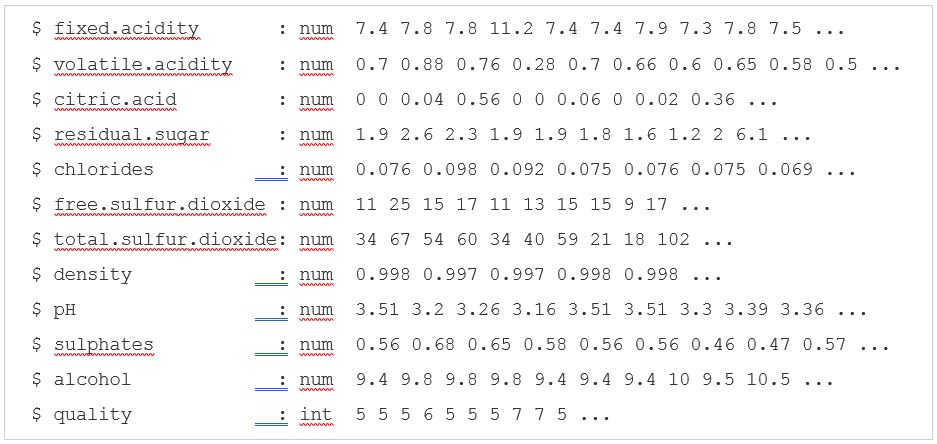 $ fixed.acidity : num 7.4 7.8 7.8 11.2 7.4 7.4 7.9 7.3 7.8 7.5 ...
$ volatile.acidity : num 0.7 0.88 0.76 0.28 0.7 0.66 0.6 0.65 0.58 0.5 ...
$ citric.acid : num 0 0 0.04 0.56 0 0 0.06 0 0.02 0.36 ...
$ residual.sugar : num 1.9 2.6 2.3 1.9 1.9 1.8 1.6 1.2 2 6.1 ...
$ chlorides : num 0.076 0.098 0.092 0.075 0.076 0.075 0.069 ...
$ free.sulfur.dioxide : num 11 25 15 17 11 13 15 15 9 17 ...
$ total.sulfur.dioxide: num 34 67 54 60 34 40 59 21 18 102 ...
$ density : num 0.998 0.997 0.997 0.998 0.998 ...
$ pH : num 3.51 3.2 3.26 3.16 3.51 3.51 3.3 3.39 3.36 ...
$ sulphates : num 0.56 0.68 0.65 0.58 0.56 0.56 0.46 0.47 0.57 ...
$ alcohol : num 9.4 9.8 9.8 9.8 9.4 9.4 9.4 10 9.5 10.5 ...
$ quality : int 5 5 5 6 5 5 5 7 7 5 ...